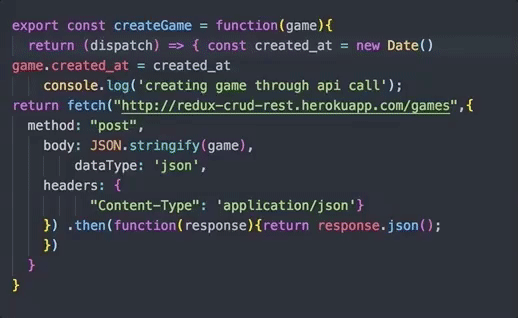 export const createGame = function(game){
  return (dispatch) => { const created_at = new Date()
game.created_at = created_at
    console.log('creating game through api call');
return fetch("http://redux-crud-rest.herokuapp.com/games",{
  method: "post",
    body: JSON.stringify(game),
        dataType: 'json',
    headers: {
          "Content-Type": 'application/json'}
    }) .then(function(response){return response.json();
    })
  }
}